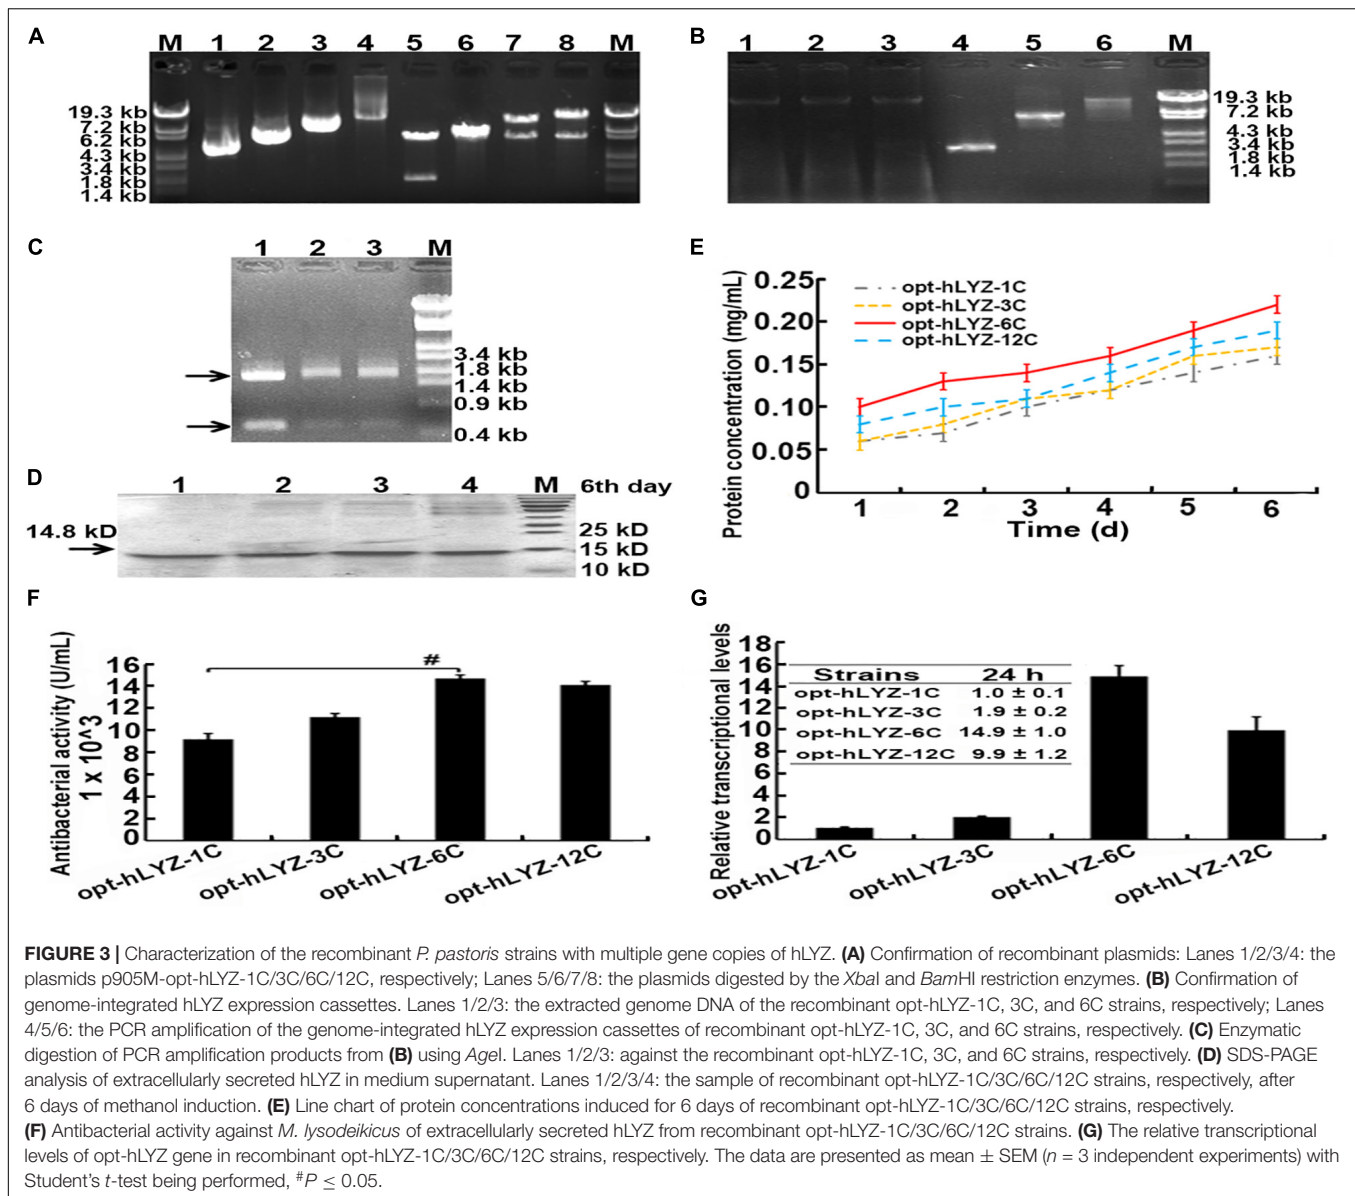 A
M 1 2 3 4 5 6 7 8 M
19.3 kb
7.2 kb
6.2 kb
4.3 kb
3.4 kb
1.8 kb
1.4 kb
B
1 2 3 4 5 6 M
19.3 kb
7.2 kb
4.3 kb
3.4 kb
1.8 kb
1.4 kb
C
1 2 3 M
3.4 kb
1.8 kb
1.4 kb
0.9 kb
0.4 kb
D
1 2 3 4 M 6th day
14.8 kD
25 kD
15 kD
10 kD
E
Protein concentration (mg/mL)
0.25
0.20
0.15
0.10
0.05
0
opt-hLYZ-1C
opt-hLYZ-3C
opt-hLYZ-6C
opt-hLYZ-12C
1 2 3 4 5 6
Time (d)
F
Antibacterial activity (U/mL)
1 x 10^3
16
14
12
10
8
6
4
2
0
#
opt-hLYZ-1C
opt-hLYZ-3C
opt-hLYZ-6C
opt-hLYZ-12C
G
Relative transcriptional levels
18
16
14
12
10
8
6
4
2
0
Strains 24 h
opt-hLYZ-1C 1.0 ± 0.1
opt-hLYZ-3C 1.9 ± 0.2
opt-hLYZ-6C 14.9 ± 1.0
opt-hLYZ-12C 9.9 ± 1.2
opt-hLYZ-1C
opt-hLYZ-3C
opt-hLYZ-6C
opt-hLYZ-12C
FIGURE 3 | Characterization of the recombinant P. pastoris strains with multiple gene copies of hLYZ. (A) Confirmation of recombinant plasmids: Lanes 1/2/3/4: the
plasmids p905M-opt-hLYZ-1C/3C/6C/12C, respectively; Lanes 5/6/7/8: the plasmids digested by the XbaI and BamHI restriction enzymes. (B) Confirmation of
genome-integrated hLYZ expression cassettes. Lanes 1/2/3: the extracted genome DNA of the recombinant opt-hLYZ-1C, 3C, and 6C strains, respectively; Lanes
4/5/6: the PCR amplification of the genome-integrated hLYZ expression cassettes of recombinant opt-hLYZ-1C, 3C, and 6C strains, respectively. (C) Enzymatic
digestion of PCR amplification products from (B) using AgeI. Lanes 1/2/3: against the recombinant opt-hLYZ-1C, 3C, and 6C strains, respectively. (D) SDS-PAGE
analysis of extracellularly secreted hLYZ in medium supernatant. Lanes 1/2/3/4: the sample of recombinant opt-hLYZ-1C/3C/6C/12C strains, respectively, after
6 days of methanol induction. (E) Line chart of protein concentrations induced for 6 days of recombinant opt-hLYZ-1C/3C/6C/12C strains, respectively.
(F) Antibacterial activity against M. lysodeikicus of extracellularly secreted hLYZ from recombinant opt-hLYZ-1C/3C/6C/12C strains. (G) The relative transcriptional
levels of opt-hLYZ gene in recombinant opt-hLYZ-1C/3C/6C/12C strains, respectively. The data are presented as mean ± SEM (n = 3 independent experiments) with
Student's t-test being performed, #P ≤ 0.05.